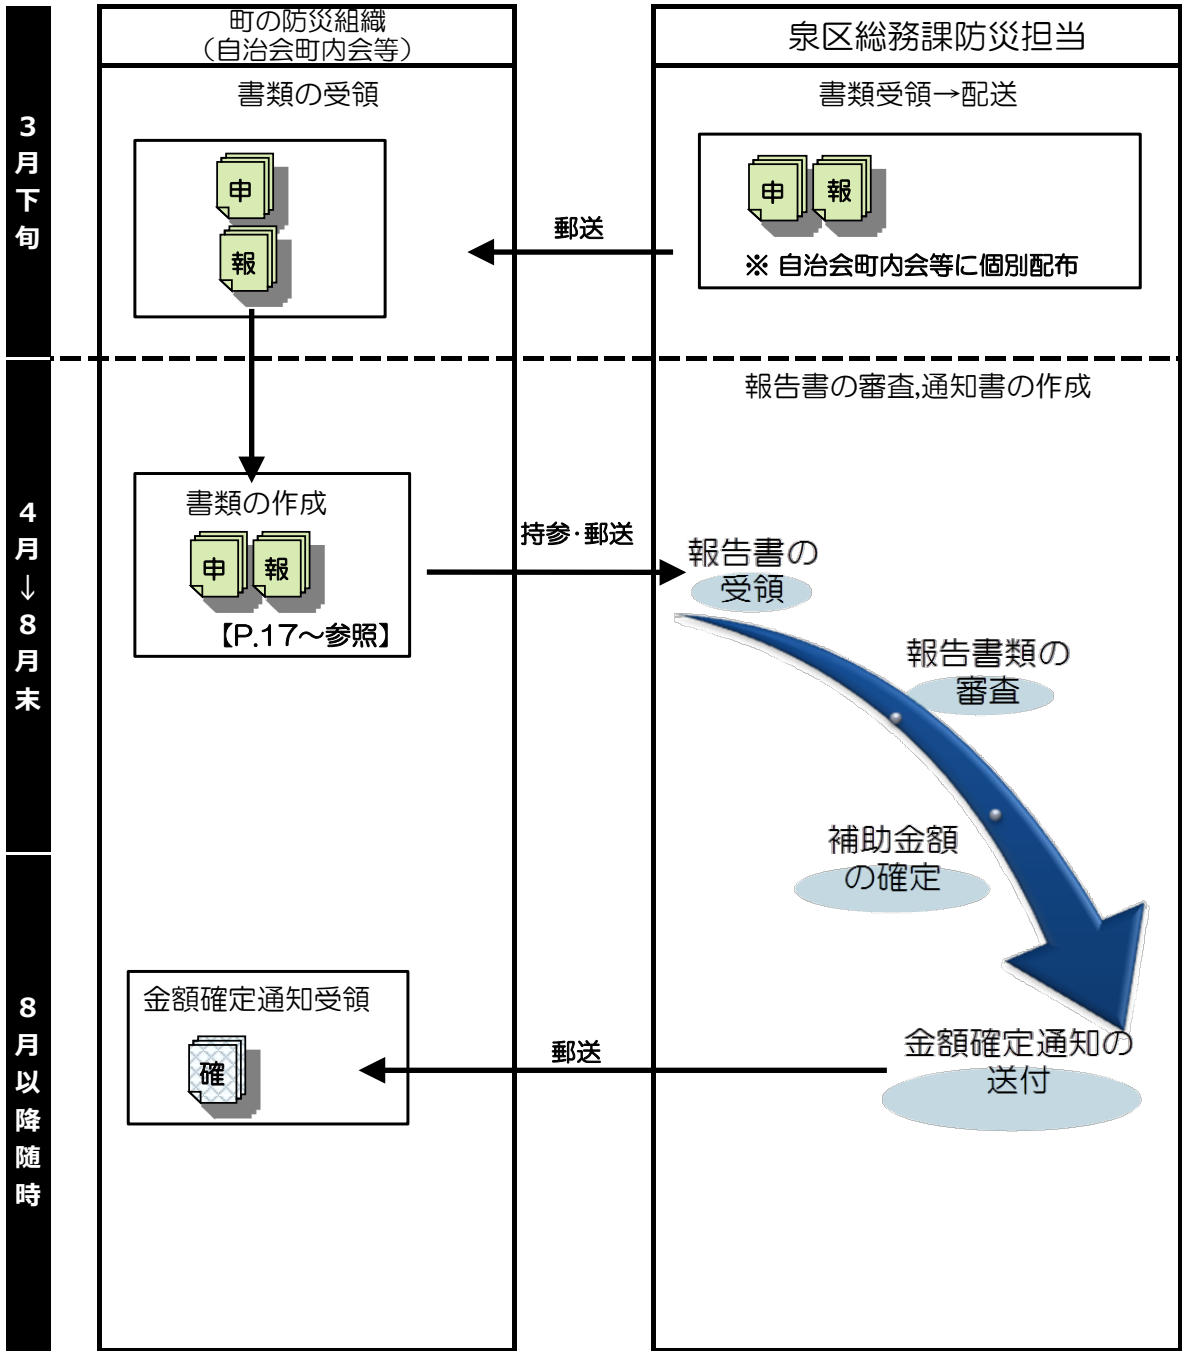 町の防災組織
（自治会町内会等）
泉区総務課防災担当
3月下旬
書類の受領
申
報
郵送
書類受領→配送
申
報
※ 自治会町内会等に個別配布
4月↓8月末
報告書の審査,通知書の作成
書類の作成
申
報
【P.17～参照】
持参･郵送
報告書の
受領
報告書類の
審査
補助金額
の確定
8月以降随時
金額確定通知受領
確
郵送
金額確定通知の
送付